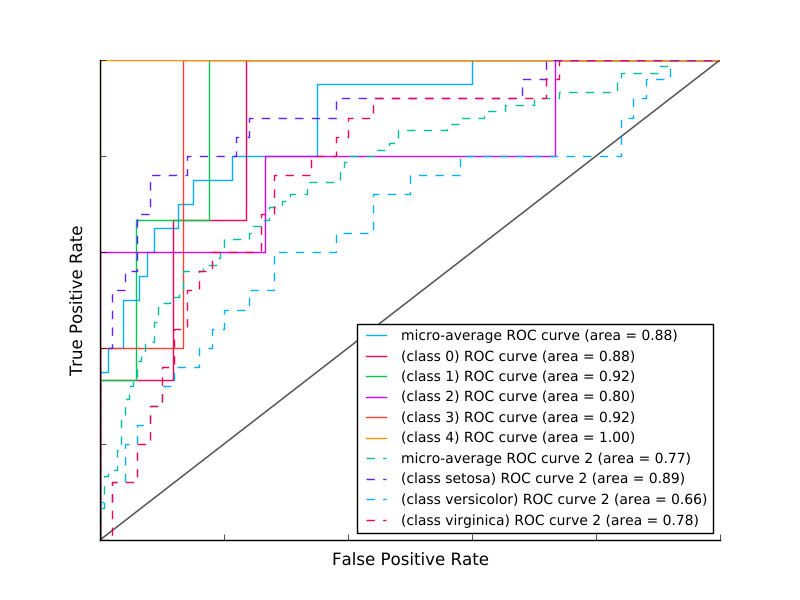 True Positive Rate
micro-average ROC curve (area = 0.88)
(class 0) ROC curve (area = 0.88)
(class 1) ROC curve (area = 0.92)
(class 2) ROC curve (area = 0.80)
(class 3) ROC curve (area = 0.92)
(class 4) ROC curve (area = 1.00)
micro-average ROC curve 2 (area = 0.77)
(class setosa) ROC curve 2 (area = 0.89)
(class versicolor) ROC curve 2 (area = 0.66)
(class virginica) ROC curve 2 (area = 0.78)
False Positive Rate